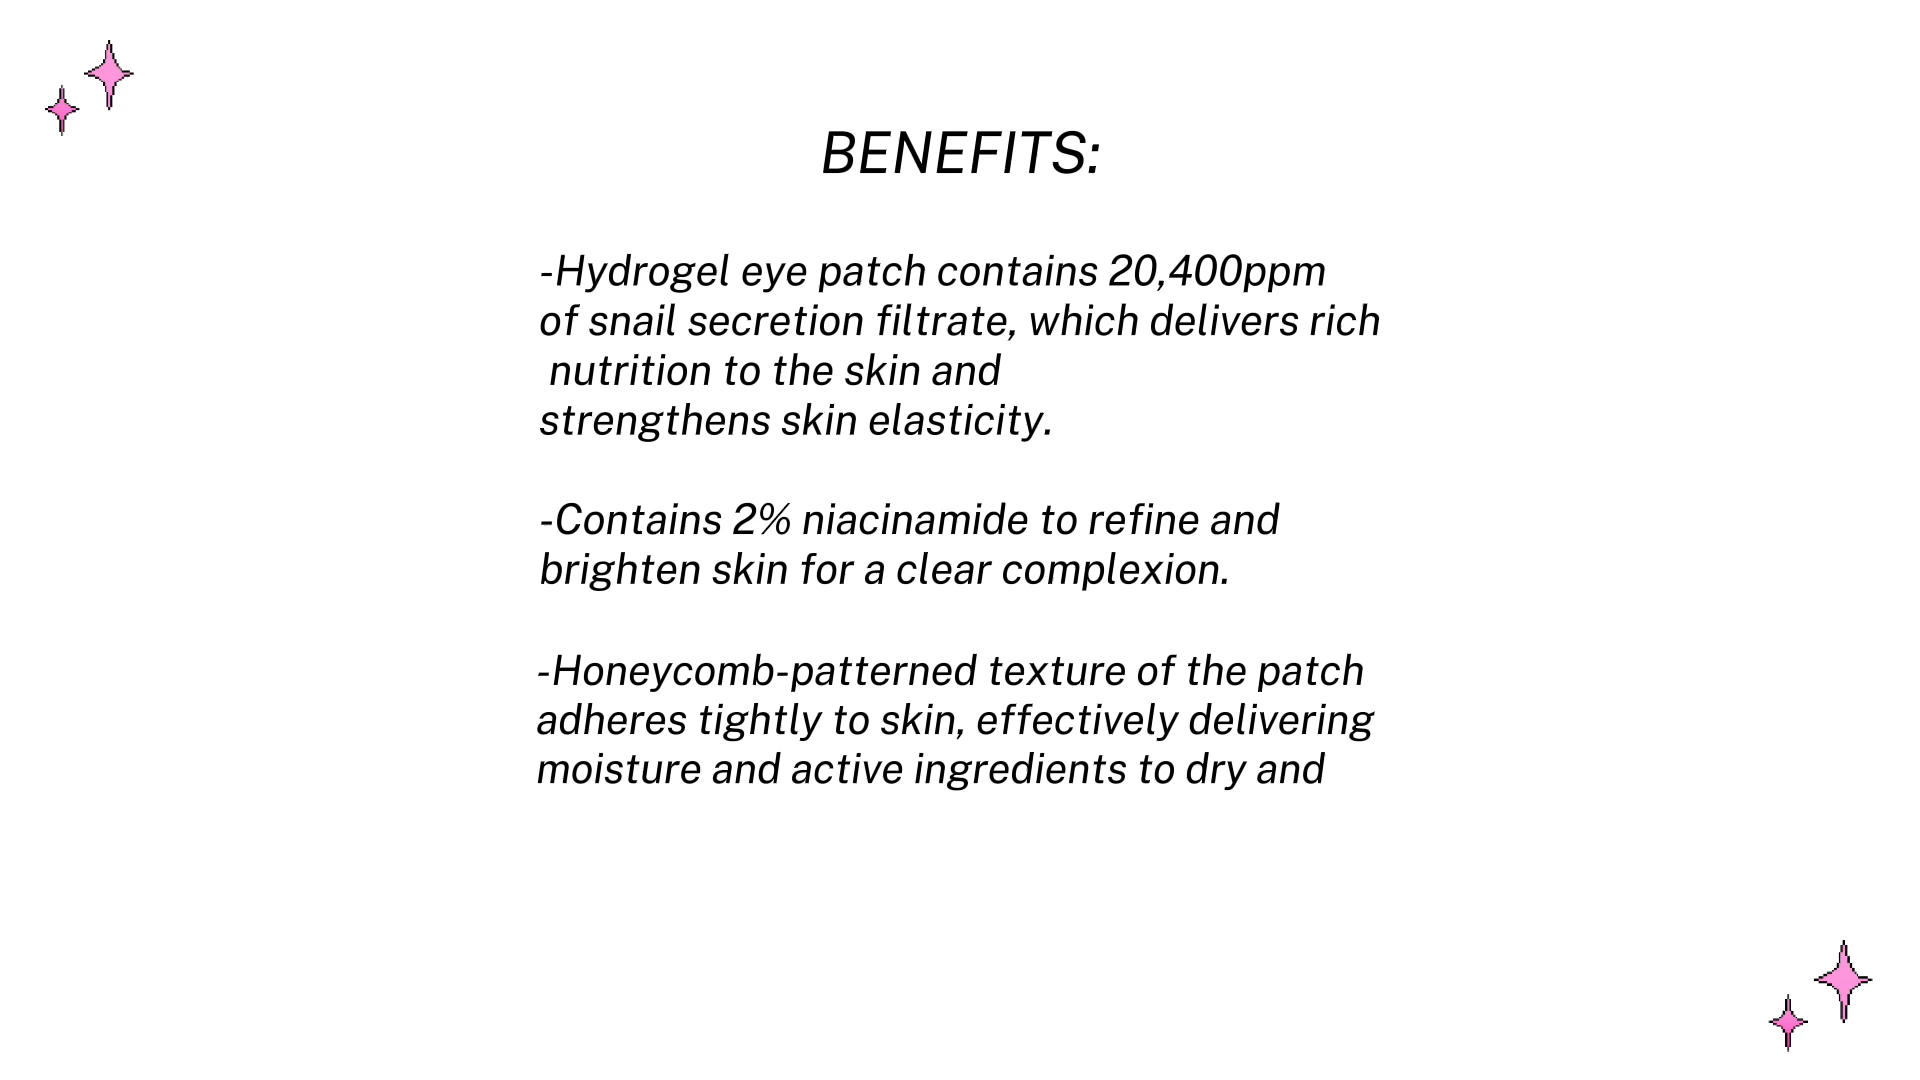 BENEFITS:
-Hydrogel eye patch contains 20,400ppm
of snail secretion filtrate, which delivers rich
nutrition to the skin and
strengthens skin elasticity.
-Contains 2% niacinamide to refine and
brighten skin for a clear complexion.
-Honeycomb-patterned texture of the patch
adheres tightly to skin, effectively delivering
moisture and active ingredients to dry and